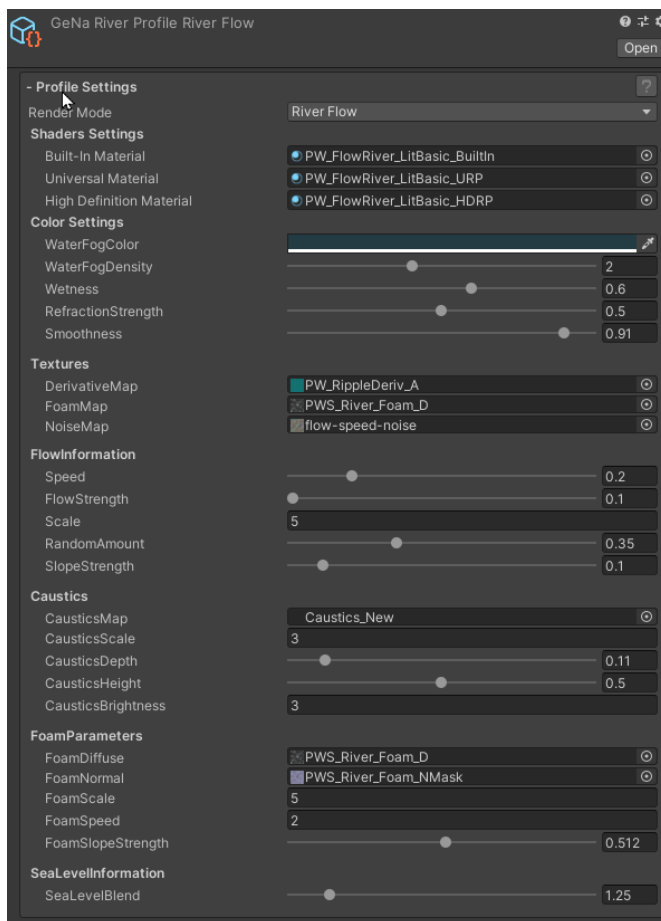 GeNa River Profile River Flow
Open
- Profile Settings ?
Render Mode River Flow
Shaders Settings
Built-In Material PW_FlowRiver_LitBasic_BuiltIn
Universal Material PW_FlowRiver_LitBasic_URP
High Definition Material PW_FlowRiver_LitBasic_HDRP
Color Settings
WaterFogColor
WaterFogDensity 2
Wetness 0.6
RefractionStrength 0.5
Smoothness 0.91
Textures
DerivativeMap PW_RippleDeriv_A
FoamMap PWS_River_Foam_D
NoiseMap flow-speed-noise
FlowInformation
Speed 0.2
FlowStrength 0.1
Scale 5
RandomAmount 0.35
SlopeStrength 0.1
Caustics
CausticsMap Caustics_New
CausticsScale 3
CausticsDepth 0.11
CausticsHeight 0.5
CausticsBrightness 3
FoamParameters
FoamDiffuse PWS_River_Foam_D
FoamNormal PWS_River_Foam_NMask
FoamScale 5
FoamSpeed 2
FoamSlopeStrength 0.512
SeaLevelInformation
SeaLevelBlend 1.25